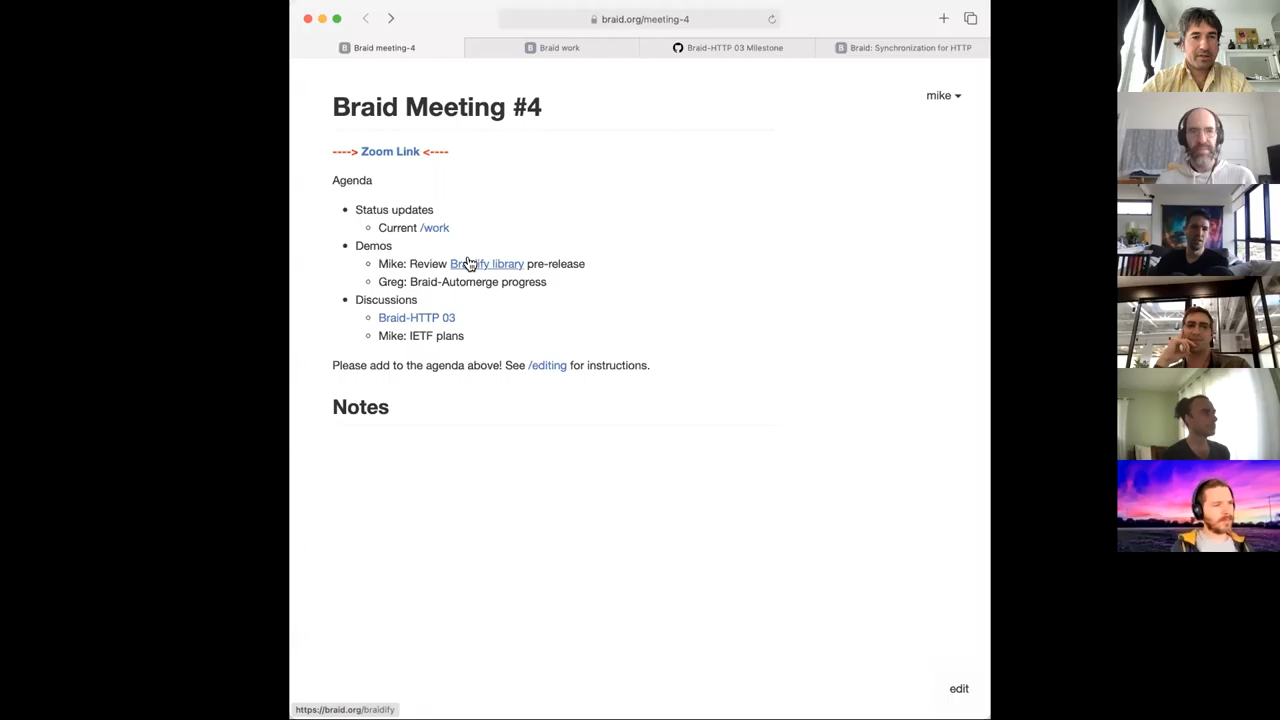 braid.org/meeting-4
Braid meeting-4
Braid work
Braid-HTTP 03 Milestone
Braid: Synchronization for HTTP
Braid Meeting #4
mike
----> Zoom Link <----
Agenda
• Status updates
◦ Current /work
• Demos
◦ Mike: Review Braidify library pre-release
◦ Greg: Braid-Automerge progress
• Discussions
◦ Braid-HTTP 03
◦ Mike: IETF plans
Please add to the agenda above! See /editing for instructions.
Notes
edit
https://braid.org/braidify